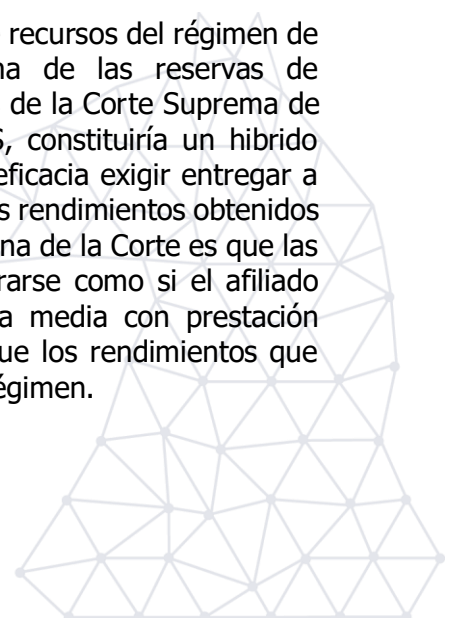 recursos del régimen de
na de las reservas de
de la Corte Suprema de
S, constituiría un hibrido
eficacia exigir entregar a
s rendimientos obtenidos
na de la Corte es que las
rarse como si el afiliado
a media con prestación
ue los rendimientos que
égimen.